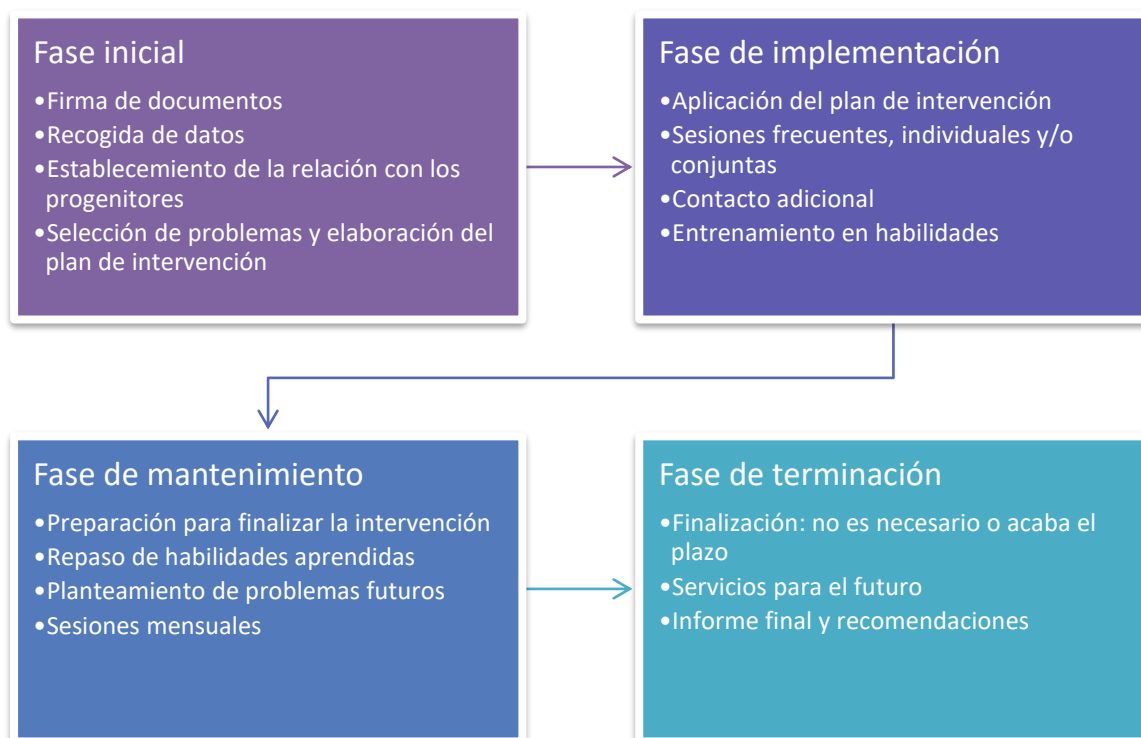 Fase inicial
•Firma de documentos
•Recogida de datos
•Establecimiento de la relación con los
progenitores
•Selección de problemas y elaboración del
plan de intervención
Fase de implementación
•Aplicación del plan de intervención
•Sesiones frecuentes, individuales y/o
conjuntas
•Contacto adicional
•Entrenamiento en habilidades
Fase de mantenimiento
•Preparación para finalizar la intervención
•Repaso de habilidades aprendidas
•Planteamiento de problemas futuros
•Sesiones mensuales
Fase de terminación
•Finalización: no es necesario o acaba el
plazo
•Servicios para el futuro
•Informe final y recomendaciones